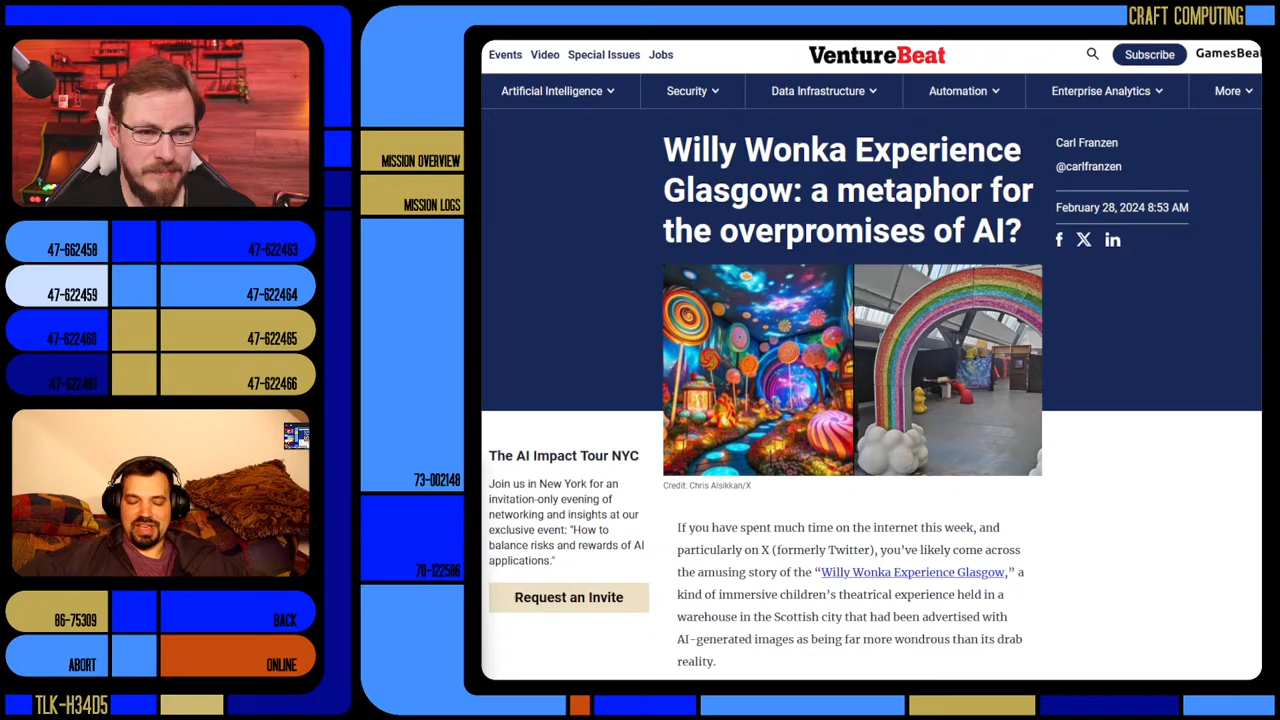 CRAFT COMPUTING
Events Video Special Issues Jobs
VentureBeat
Subscribe
GamesBea
Artificial Intelligence
Security
Data Infrastructure
Automation
Enterprise Analytics
More
Willy Wonka Experience
Glasgow: a metaphor for
the overpromises of AI?
Carl Franzen
@carlfranzen
February 28, 2024 8:53 AM
Credit: Chris Alsikkan/X
The AI Impact Tour NYC
Join us in New York for an
invitation-only evening of
networking and insights at our
exclusive event: "How to
balance risks and rewards of AI
applications."
Request an Invite
If you have spent much time on the internet this week, and
particularly on X (formerly Twitter), you’ve likely come across
the amusing story of the “Willy Wonka Experience Glasgow,” a
kind of immersive children’s theatrical experience held in a
warehouse in the Scottish city that had been advertised with
AI-generated images as being far more wondrous than its drab
reality.
MISSION OVERVIEW
MISSION LOGS
73-002148
70-122586
47-662458
47-622463
47-622459
47-622464
47-622460
47-622465
47-622461
47-622466
86-75309
BACK
ABORT
ONLINE
TLK-H34D5